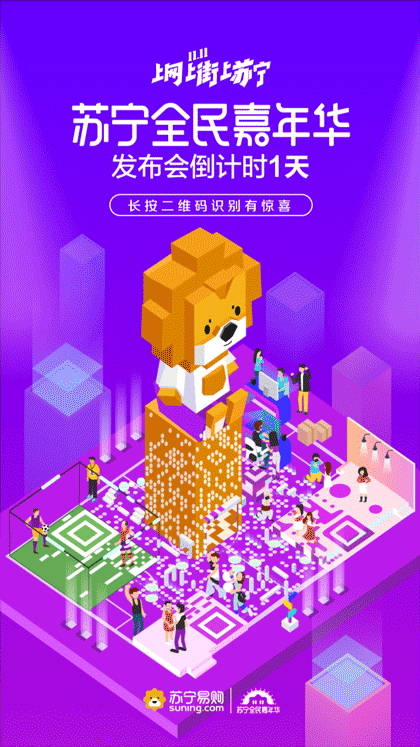 11.11
上网上街上苏宁
苏宁全民嘉年华
发布会倒计时1天
长按二维码识别有惊喜
苏宁易购
suning.com
苏宁全民嘉年华